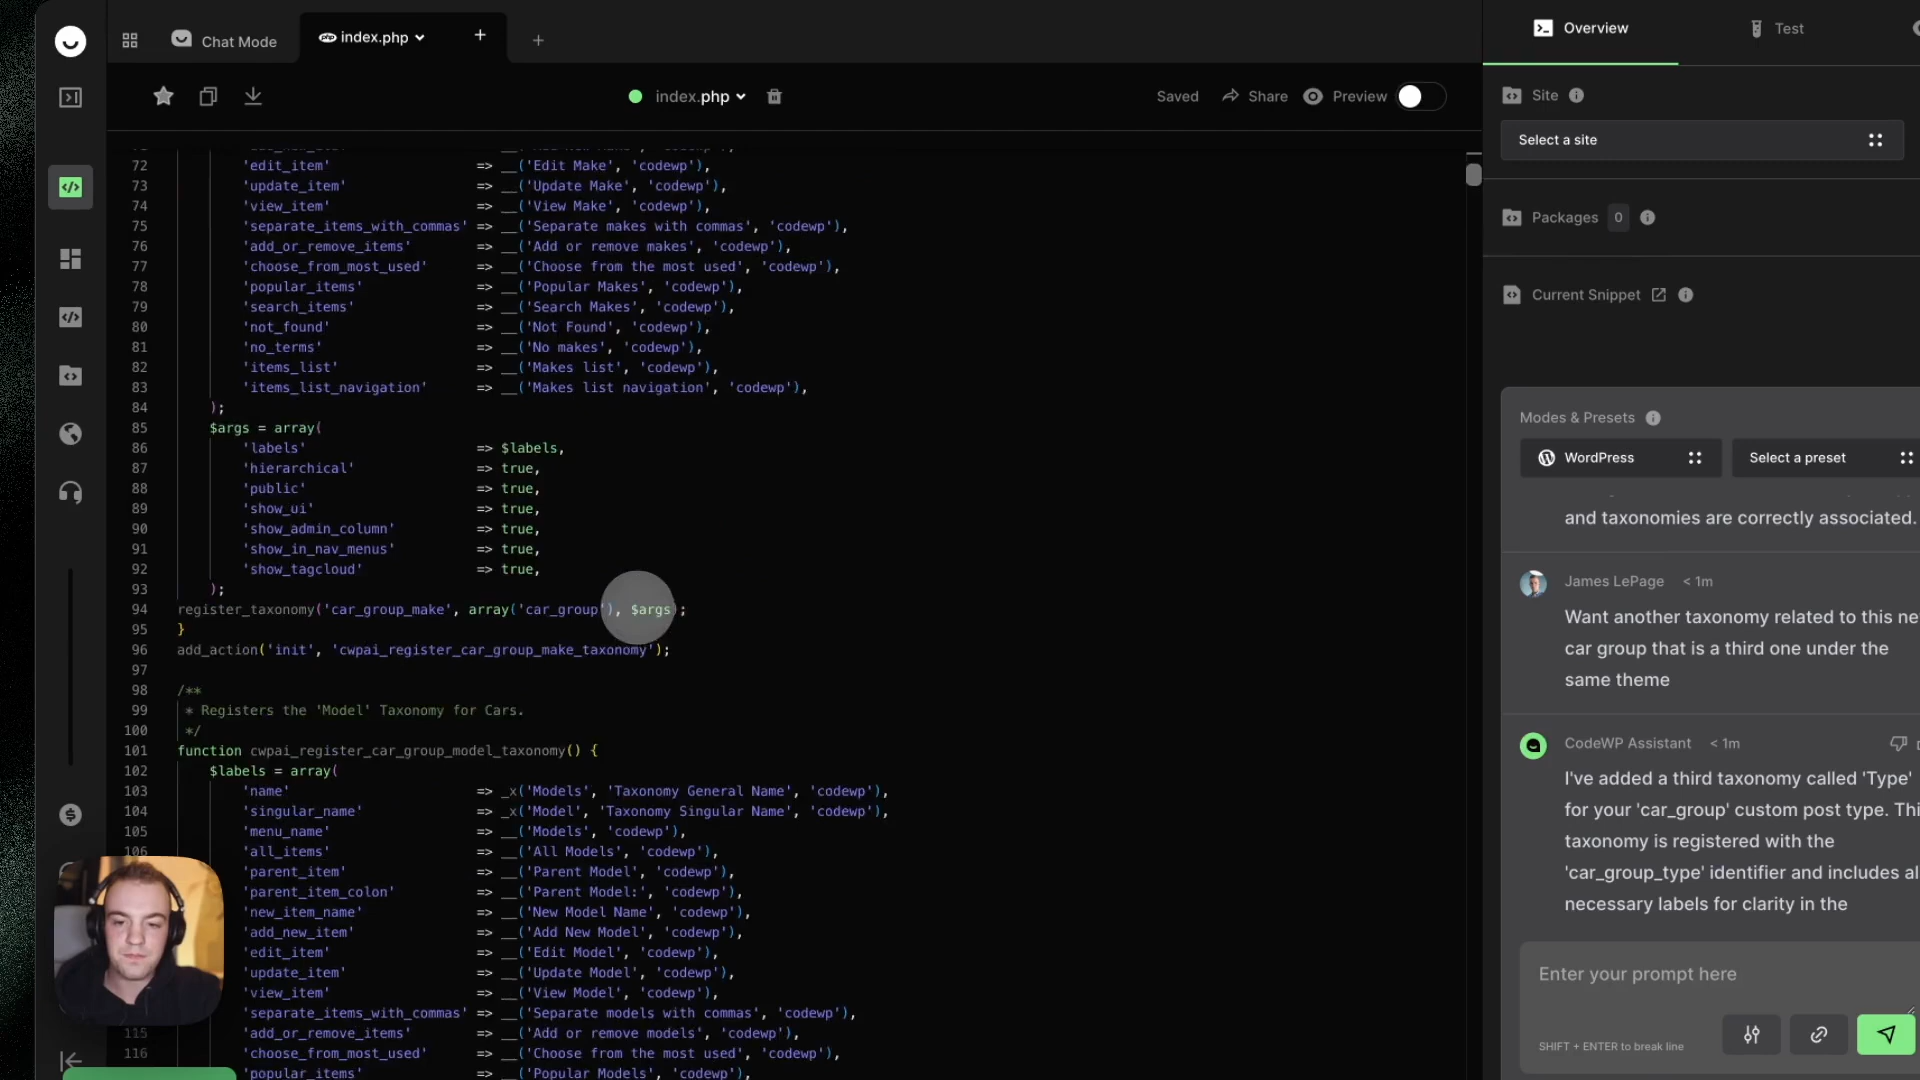 Chat Mode
php index.php
Overview
Test
index.php
Saved
Share
Preview
Site
Select a site
Packages 0
Current Snippet
72 'edit_item' => __('Edit Make', 'codewp'),
73 'update_item' => __('Update Make', 'codewp'),
74 'view_item' => __('View Make', 'codewp'),
75 'separate_items_with_commas' => __('Separate makes with commas', 'codewp'),
76 'add_or_remove_items' => __('Add or remove makes', 'codewp'),
77 'choose_from_most_used' => __('Choose from the most used', 'codewp'),
78 'popular_items' => __('Popular Makes', 'codewp'),
79 'search_items' => __('Search Makes', 'codewp'),
80 'not_found' => __('Not Found', 'codewp'),
81 'no_terms' => __('No makes', 'codewp'),
82 'items_list' => __('Makes list', 'codewp'),
83 'items_list_navigation' => __('Makes list navigation', 'codewp'),
84 );
85 $args = array(
86 'labels' => $labels,
87 'hierarchical' => true,
88 'public' => true,
89 'show_ui' => true,
90 'show_admin_column' => true,
91 'show_in_nav_menus' => true,
92 'show_tagcloud' => true,
93 );
94 register_taxonomy('car_group_make', array('car_group'), $args);
95 }
96 add_action('init', 'cwpai_register_car_group_make_taxonomy');
97
98 /**
99 * Registers the 'Model' Taxonomy for Cars.
100 */
101 function cwpai_register_car_group_model_taxonomy() {
102 $labels = array(
103 'name' => _x('Models', 'Taxonomy General Name', 'codewp'),
104 'singular_name' => _x('Model', 'Taxonomy Singular Name', 'codewp'),
105 'menu_name' => __('Models', 'codewp'),
106 'all_items' => __('All Models', 'codewp'),
'parent_item' => __('Parent Model', 'codewp'),
'parent_item_colon' => __('Parent Model:', 'codewp'),
'new_item_name' => __('New Model Name', 'codewp'),
'add_new_item' => __('Add New Model', 'codewp'),
'edit_item' => __('Edit Model', 'codewp'),
'update_item' => __('Update Model', 'codewp'),
'view_item' => __('View Model', 'codewp'),
'separate_items_with_commas' => __('Separate models with commas', 'codewp'),
115 'add_or_remove_items' => __('Add or remove models', 'codewp'),
116 'choose_from_most_used' => __('Choose from the most used', 'codewp'),
'popular_items' => __('Popular Models', 'codewp'),
Modes & Presets
WordPress
Select a preset
and taxonomies are correctly associated.
James LePage < 1m
Want another taxonomy related to this ne
car group that is a third one under the
same theme
CodeWP Assistant < 1m
I've added a third taxonomy called 'Type'
for your 'car_group' custom post type. Thi
taxonomy is registered with the
'car_group_type' identifier and includes al
necessary labels for clarity in the
Enter your prompt here
SHIFT + ENTER to break line